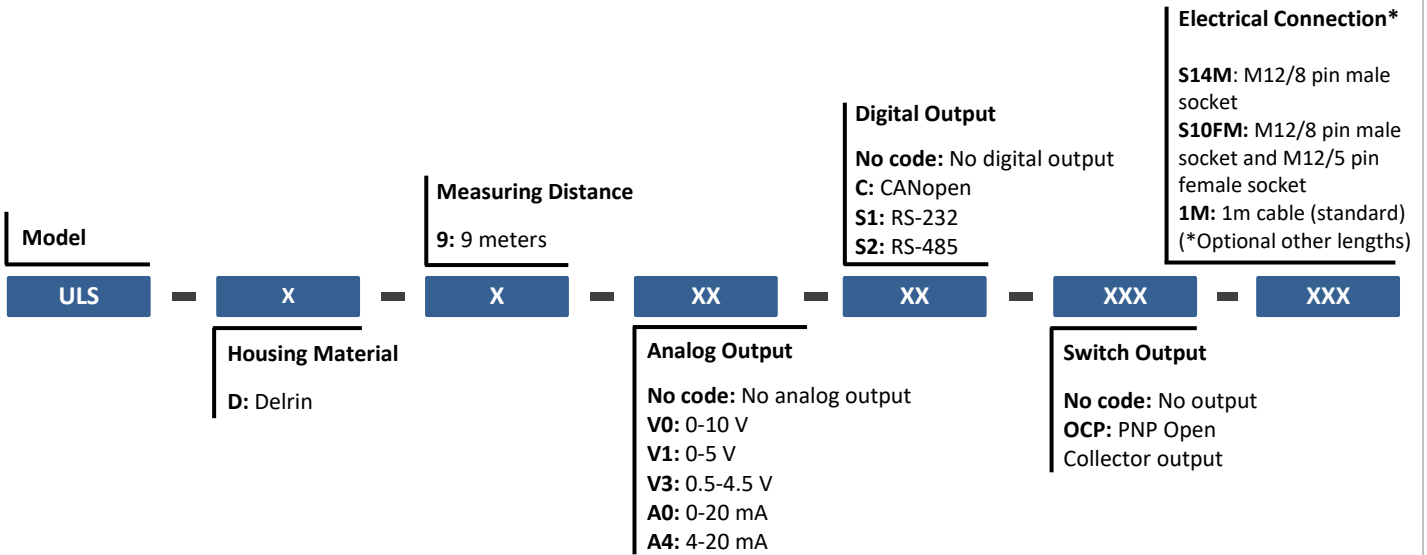 Electrical Connection*
S14M: M12/8 pin male
socket
S10FM: M12/8 pin male
socket and M12/5 pin
female socket
1M: 1m cable (standard)
(*Optional other lengths)
Digital Output
No code: No digital output
C: CANopen
S1: RS-232
S2: RS-485
Measuring Distance
9: 9 meters
Model
ULS – X – X – XX – XX – XXX – XXX
Housing Material
D: Delrin
Analog Output
No code: No analog output
V0: 0-10 V
V1: 0-5 V
V3: 0.5-4.5 V
A0: 0-20 mA
A4: 4-20 mA
Switch Output
No code: No output
OCP: PNP Open
Collector output